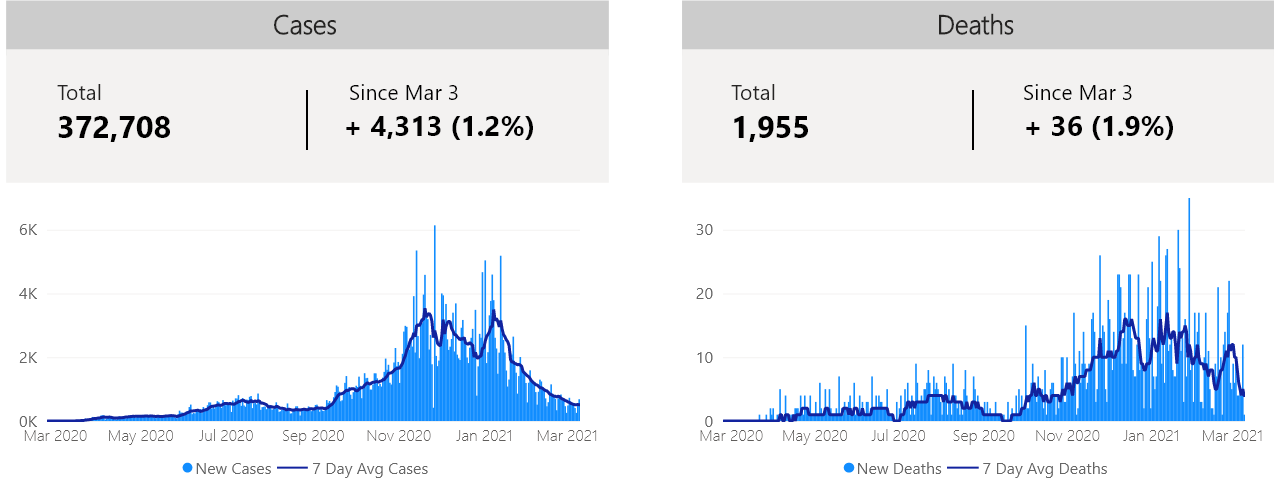 Cases
Total
372,708
Since Mar 3
+ 4,313 (1.2%)
6K
4K
2K
0K
Mar 2020 May 2020 Jul 2020 Sep 2020 Nov 2020 Jan 2021 Mar 2021
New Cases 7 Day Avg Cases
Deaths
Total
1,955
Since Mar 3
+ 36 (1.9%)
30
20
10
0
Mar 2020 May 2020 Jul 2020 Sep 2020 Nov 2020 Jan 2021 Mar 2021
New Deaths 7 Day Avg Deaths